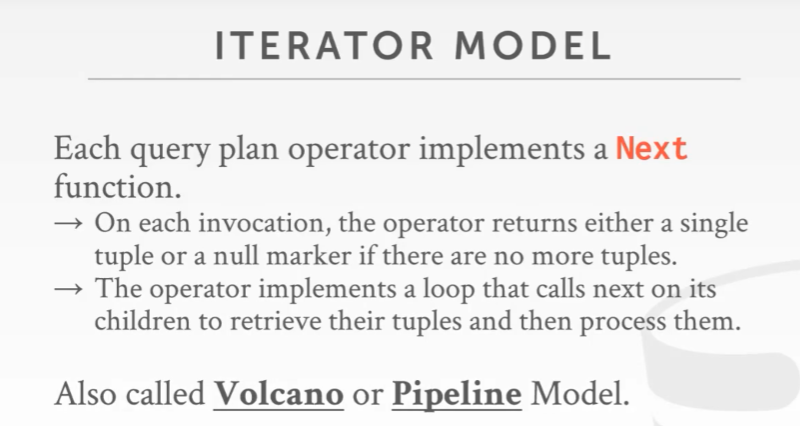 ITERATOR MODEL
Each query plan operator implements a Next
function.
→ On each invocation, the operator returns either a single
tuple or a null marker if there are no more tuples.
→ The operator implements a loop that calls next on its
children to retrieve their tuples and then process them.
Also called Volcano or Pipeline Model.